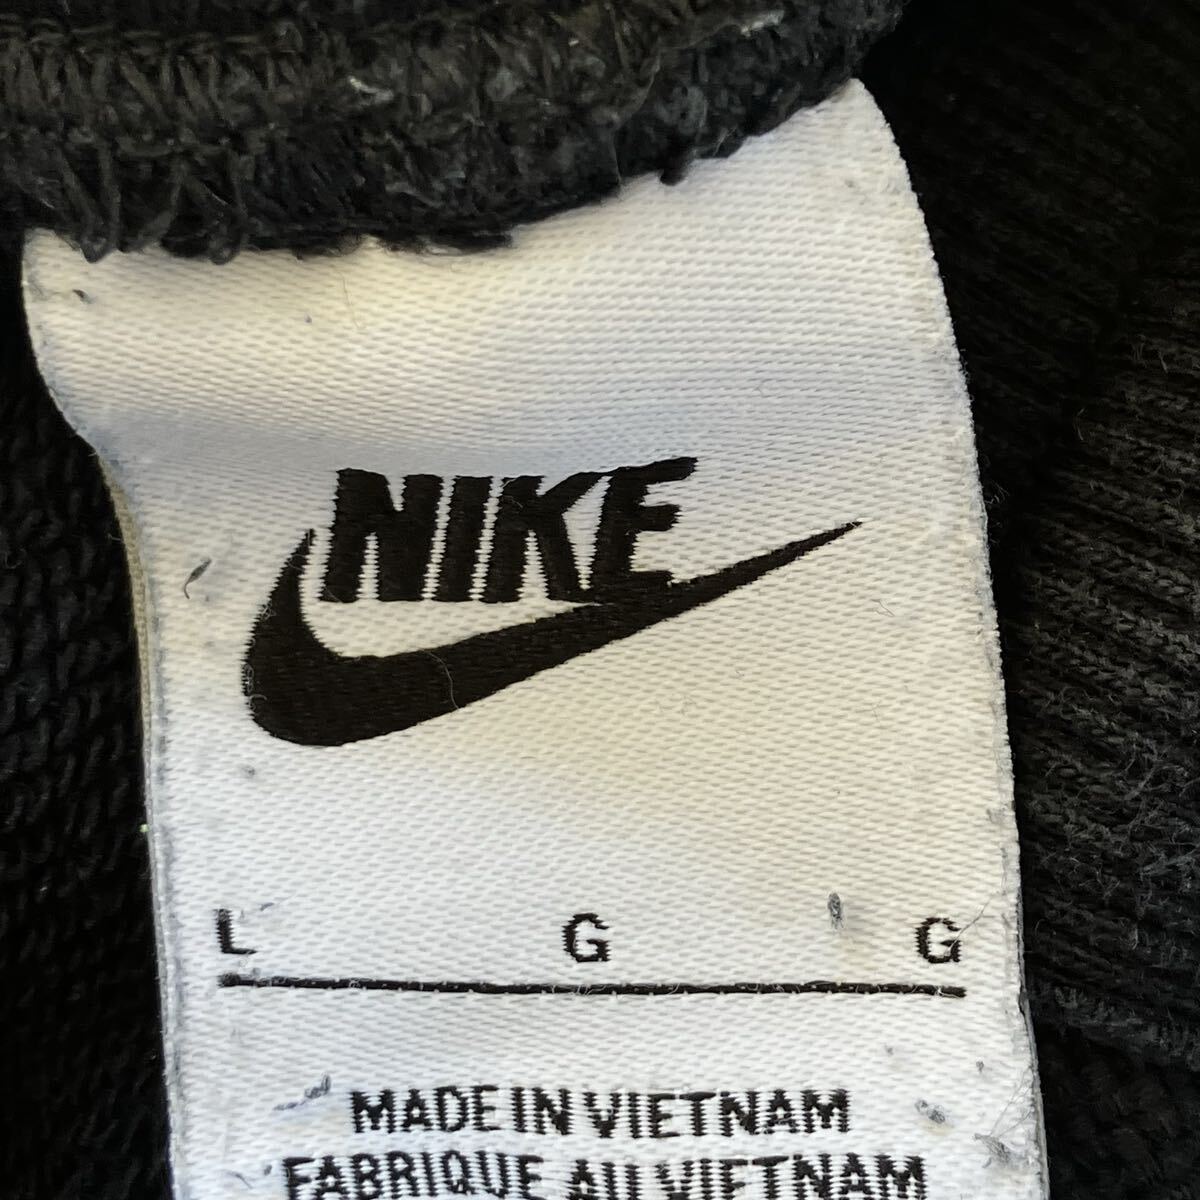 NIKE
L G G
MADE IN VIETNAM
FABRIQUE AU VIETNAM